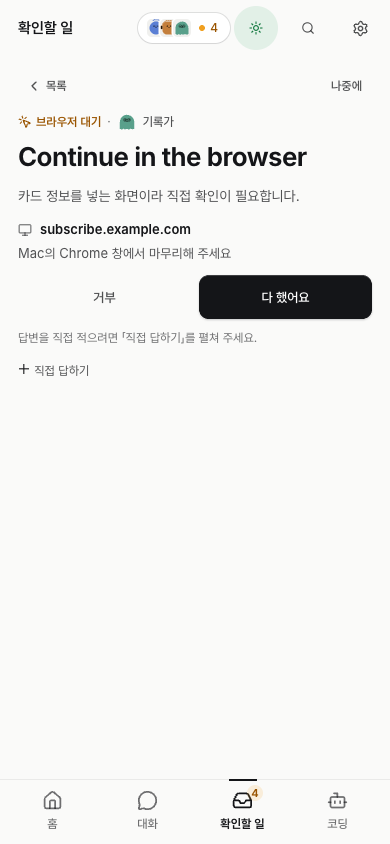 확인할 일
4
목록
나중에
브라우저 대기 · 기록가
Continue in the browser
카드 정보를 넣는 화면이라 직접 확인이 필요합니다.
subscribe.example.com
Mac의 Chrome 창에서 마무리해 주세요
거부
다 했어요
답변을 직접 적으려면 「직접 답하기」를 펼쳐 주세요.
직접 답하기
4
홈
대화
확인할 일
코딩